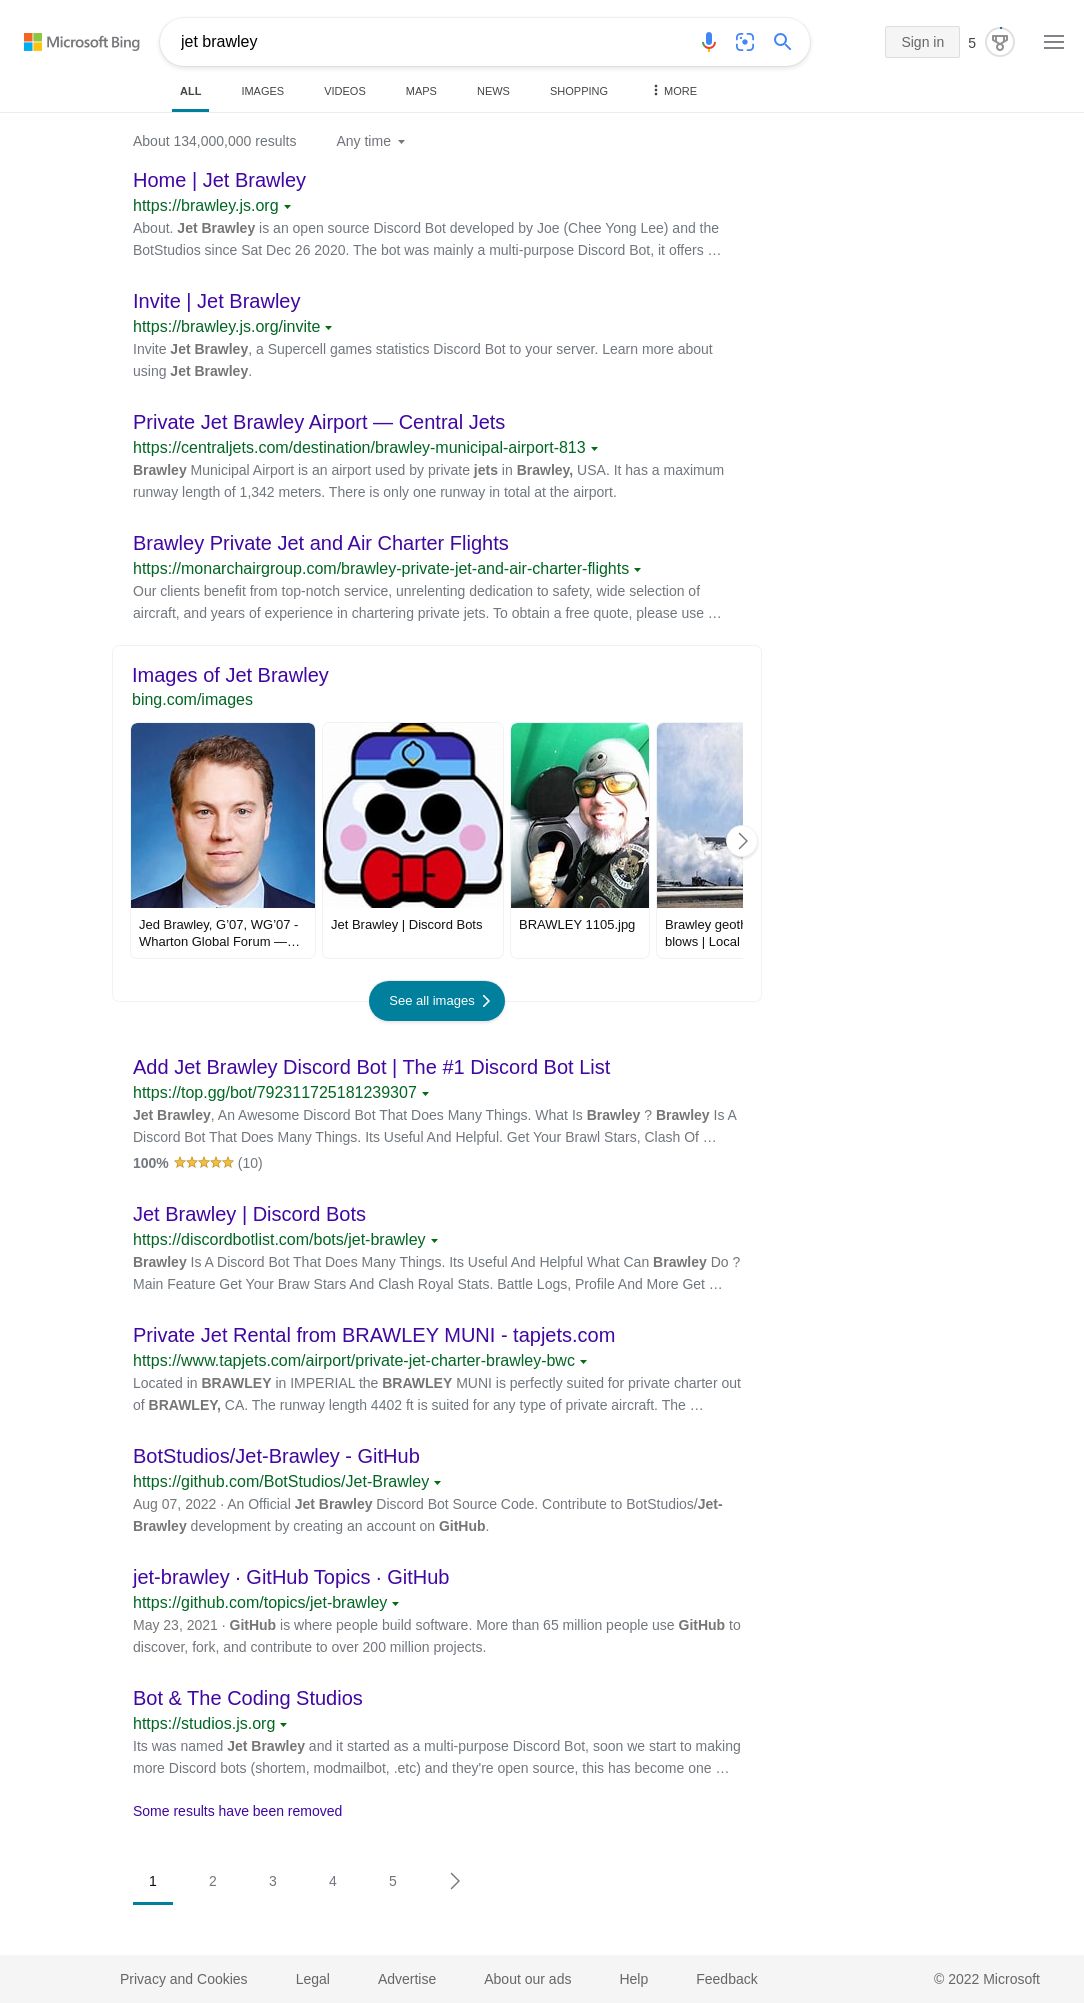 Microsoft Bing
jet brawley
Sign in
5
ALL
IMAGES
VIDEOS
MAPS
NEWS
SHOPPING
MORE
About 134,000,000 results
Any time
Home | Jet Brawley
https://brawley.js.org
About. Jet Brawley is an open source Discord Bot developed by Joe (Chee Yong Lee) and the
BotStudios since Sat Dec 26 2020. The bot was mainly a multi-purpose Discord Bot, it offers …
Invite | Jet Brawley
https://brawley.js.org/invite
Invite Jet Brawley, a Supercell games statistics Discord Bot to your server. Learn more about
using Jet Brawley.
Private Jet Brawley Airport — Central Jets
https://centraljets.com/destination/brawley-municipal-airport-813
Brawley Municipal Airport is an airport used by private jets in Brawley, USA. It has a maximum
runway length of 1,342 meters. There is only one runway in total at the airport.
Brawley Private Jet and Air Charter Flights
https://monarchairgroup.com/brawley-private-jet-and-air-charter-flights
Our clients benefit from top-notch service, unrelenting dedication to safety, wide selection of
aircraft, and years of experience in chartering private jets. To obtain a free quote, please use …
Images of Jet Brawley
bing.com/images
Jed Brawley, G'07, WG'07 -
Wharton Global Forum —…
Jet Brawley | Discord Bots
BRAWLEY 1105.jpg
Brawley geoth
blows | Local
See all images
Add Jet Brawley Discord Bot | The #1 Discord Bot List
https://top.gg/bot/792311725181239307
Jet Brawley, An Awesome Discord Bot That Does Many Things. What Is Brawley ? Brawley Is A
Discord Bot That Does Many Things. Its Useful And Helpful. Get Your Brawl Stars, Clash Of …
100% (10)
Jet Brawley | Discord Bots
https://discordbotlist.com/bots/jet-brawley
Brawley Is A Discord Bot That Does Many Things. Its Useful And Helpful What Can Brawley Do ?
Main Feature Get Your Braw Stars And Clash Royal Stats. Battle Logs, Profile And More Get …
Private Jet Rental from BRAWLEY MUNI - tapjets.com
https://www.tapjets.com/airport/private-jet-charter-brawley-bwc
Located in BRAWLEY in IMPERIAL the BRAWLEY MUNI is perfectly suited for private charter out
of BRAWLEY, CA. The runway length 4402 ft is suited for any type of private aircraft. The …
BotStudios/Jet-Brawley - GitHub
https://github.com/BotStudios/Jet-Brawley
Aug 07, 2022 · An Official Jet Brawley Discord Bot Source Code. Contribute to BotStudios/Jet-
Brawley development by creating an account on GitHub.
jet-brawley · GitHub Topics · GitHub
https://github.com/topics/jet-brawley
May 23, 2021 · GitHub is where people build software. More than 65 million people use GitHub to
discover, fork, and contribute to over 200 million projects.
Bot & The Coding Studios
https://studios.js.org
Its was named Jet Brawley and it started as a multi-purpose Discord Bot, soon we start to making
more Discord bots (shortem, modmailbot, .etc) and they're open source, this has become one …
Some results have been removed
1
2
3
4
5
Privacy and Cookies
Legal
Advertise
About our ads
Help
Feedback
© 2022 Microsoft